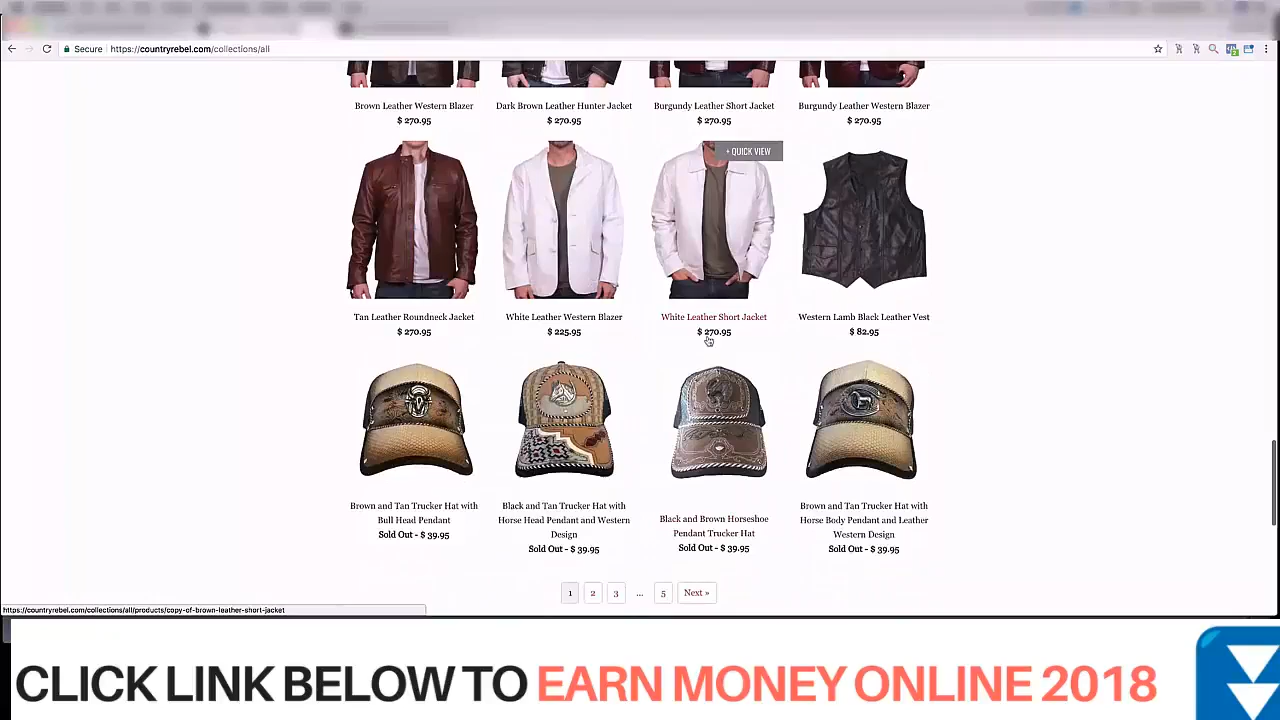 Secure
https://countryrebel.com/collections/all
Brown Leather Western Blazer
$ 270.95
Dark Brown Leather Hunter Jacket
$ 270.95
Burgundy Leather Short Jacket
$ 270.95
Burgundy Leather Western Blazer
$ 270.95
+ QUICK VIEW
Tan Leather Roundneck Jacket
$ 270.95
White Leather Western Blazer
$ 225.95
White Leather Short Jacket
$ 270.95
Western Lamb Black Leather Vest
$ 82.95
Brown and Tan Trucker Hat with
Bull Head Pendant
Sold Out - $ 39.95
Black and Tan Trucker Hat with
Horse Head Pendant and Western
Design
Sold Out - $ 39.95
Black and Brown Horseshoe
Pendant Trucker Hat
Sold Out - $ 39.95
Brown and Tan Trucker Hat with
Horse Body Pendant and Leather
Western Design
Sold Out - $ 39.95
1 2 3 ... 5 Next »
https://countryrebel.com/collections/all/products/copy-of-brown-leather-short-jacket
CLICK LINK BELOW TO EARN MONEY ONLINE 2018